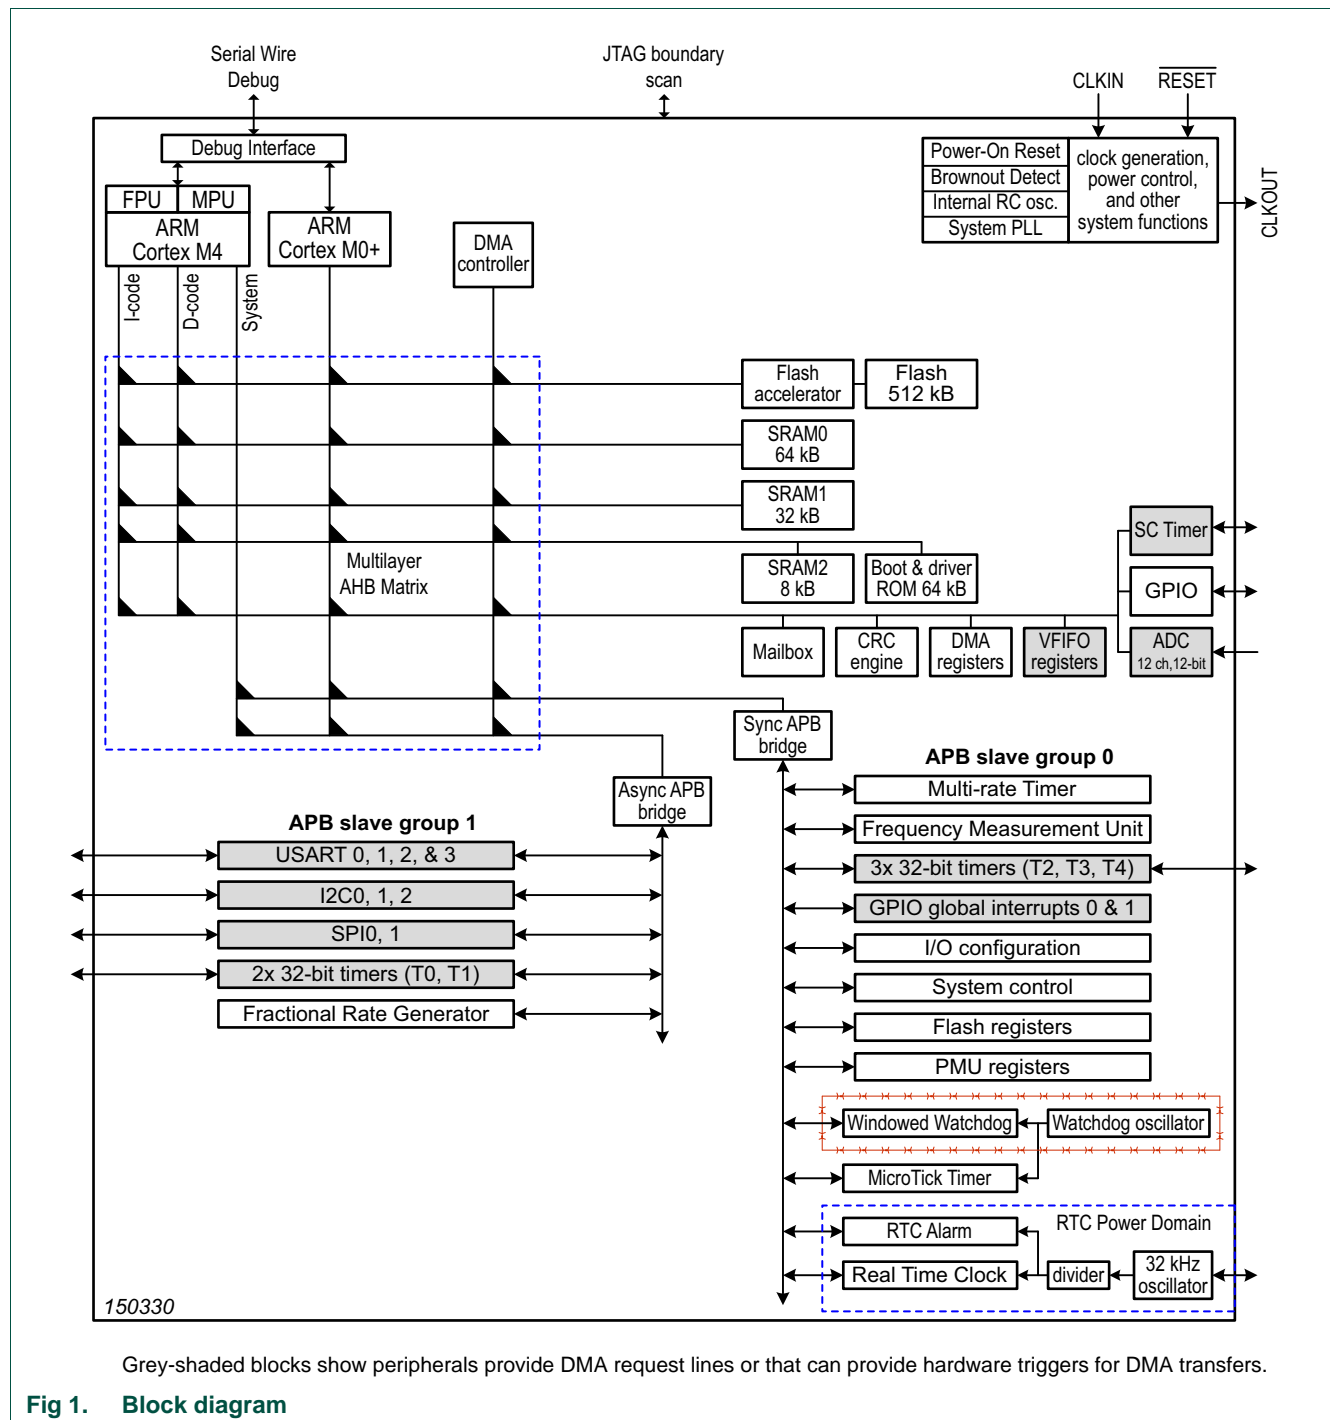 Serial Wire
Debug
JTAG boundary
scan
CLKIN
RESET
Debug Interface
FPU
MPU
ARM
Cortex M4
ARM
Cortex M0+
DMA
controller
Power-On Reset
Brownout Detect
Internal RC osc.
System PLL
clock generation,
power control,
and other
system functions
CLKOUT
I-code
D-code
System
Flash
accelerator
Flash
512 kB
SRAM0
64 kB
SRAM1
32 kB
Multilayer
AHB Matrix
SRAM2
8 kB
Boot & driver
ROM 64 kB
SC Timer
GPIO
ADC
12 ch,12-bit
Mailbox
CRC
engine
DMA
registers
VFIFO
registers
Sync APB
bridge
Async APB
bridge
APB slave group 1
USART 0, 1, 2, & 3
I2C0, 1, 2
SPI0, 1
2x 32-bit timers (T0, T1)
Fractional Rate Generator
APB slave group 0
Multi-rate Timer
Frequency Measurement Unit
3x 32-bit timers (T2, T3, T4)
GPIO global interrupts 0 & 1
I/O configuration
System control
Flash registers
PMU registers
Windowed Watchdog
Watchdog oscillator
MicroTick Timer
RTC Power Domain
RTC Alarm
Real Time Clock
divider
32 kHz
oscillator
150330
Grey-shaded blocks show peripherals provide DMA request lines or that can provide hardware triggers for DMA transfers.
Fig 1. Block diagram